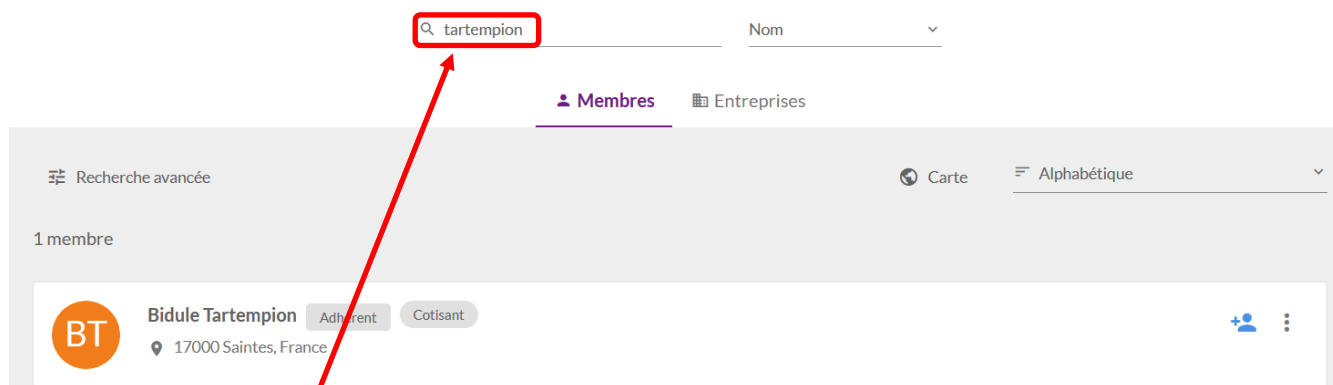 tartempion Nom
Membres Entreprises
Recherche avancée Carte Alphabétique
1 membre
BT Bidule Tartempion Adhérent Cotisant
17000 Saintes, France